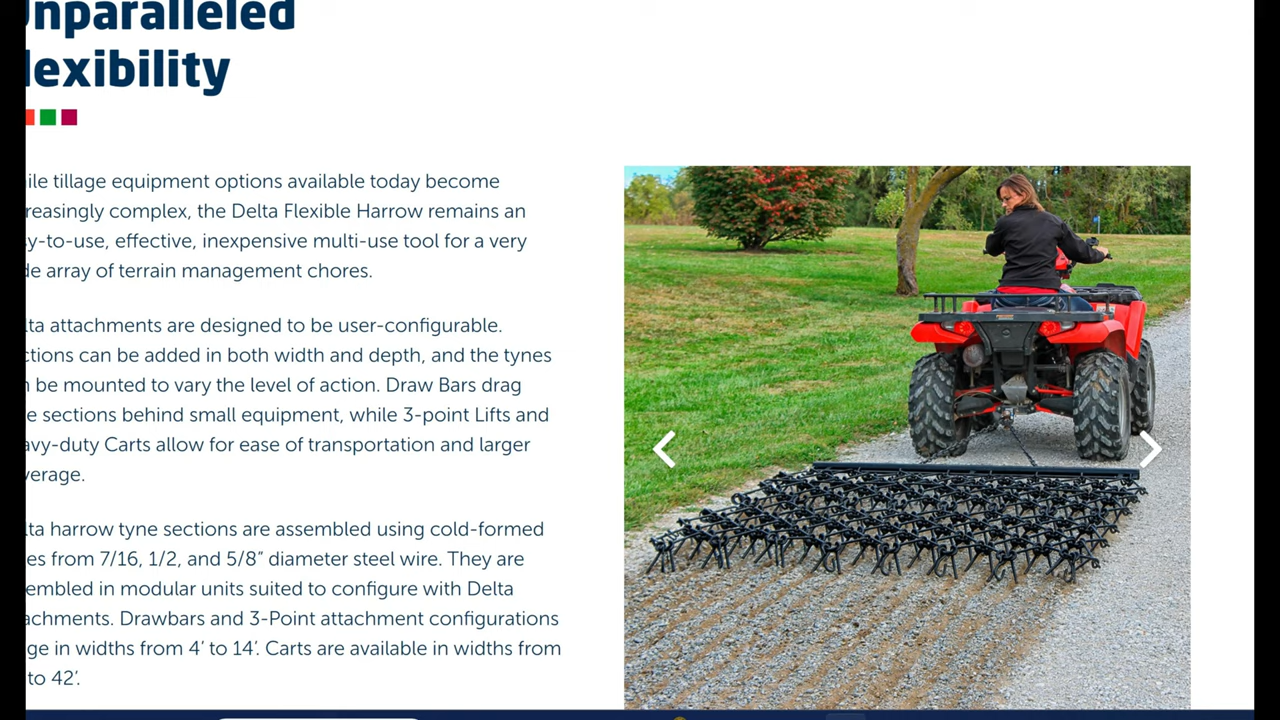 Unparalleled
lexibility
ile tillage equipment options available today become
reasingly complex, the Delta Flexible Harrow remains an
y-to-use, effective, inexpensive multi-use tool for a very
de array of terrain management chores.
lta attachments are designed to be user-configurable.
ctions can be added in both width and depth, and the tynes
n be mounted to vary the level of action. Draw Bars drag
e sections behind small equipment, while 3-point Lifts and
avy-duty Carts allow for ease of transportation and larger
verage.
lta harrow tyne sections are assembled using cold-formed
es from 7/16, 1/2, and 5/8” diameter steel wire. They are
embled in modular units suited to configure with Delta
achments. Drawbars and 3-Point attachment configurations
ge in widths from 4’ to 14’. Carts are available in widths from
to 42’.